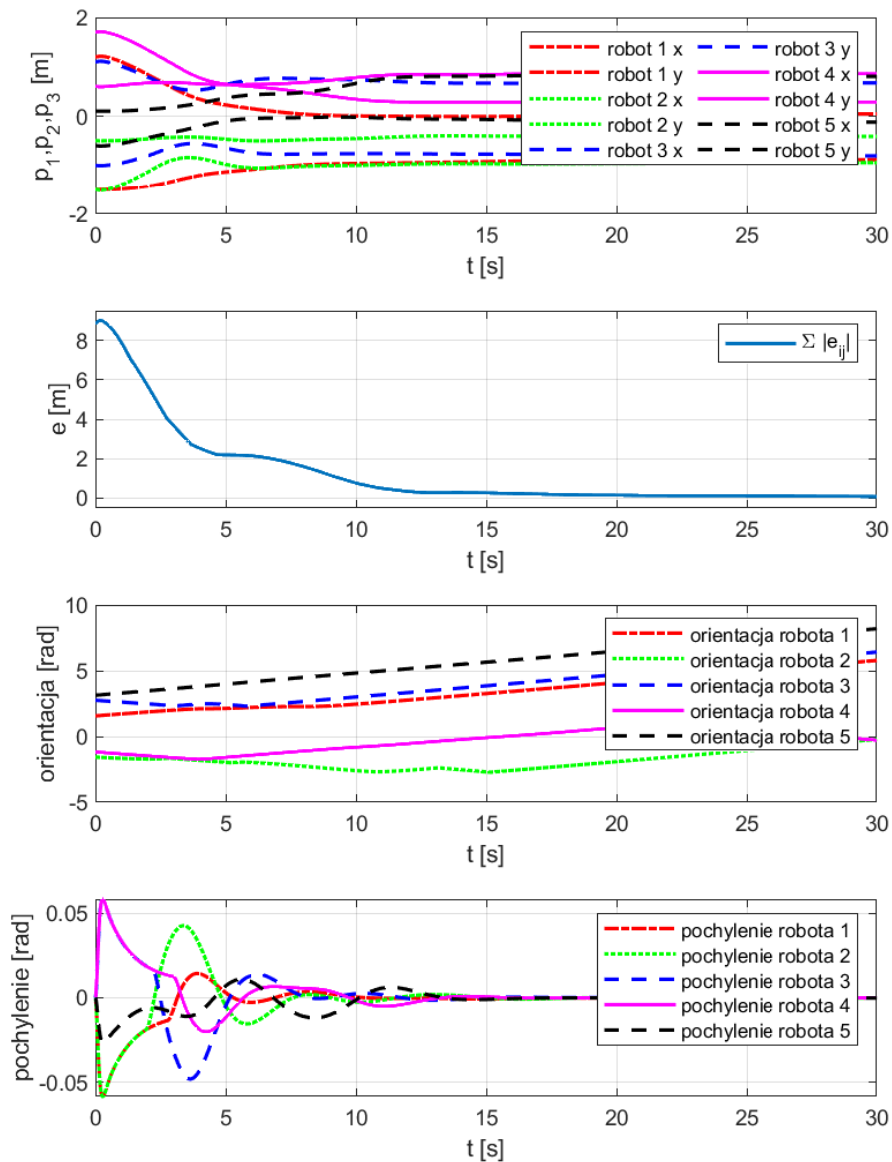 2
0
-2
p1,p2,p3 [m]
robot 1 x
robot 1 y
robot 2 x
robot 2 y
robot 3 x
robot 3 y
robot 4 x
robot 4 y
robot 5 x
robot 5 y
0 5 10 15 20 25 30
t [s]
8
6
4
2
0
e [m]
Σ |eij|
0 5 10 15 20 25 30
t [s]
10
5
0
-5
orientacja [rad]
orientacja robota 1
orientacja robota 2
orientacja robota 3
orientacja robota 4
orientacja robota 5
0 5 10 15 20 25 30
t [s]
0.05
0
-0.05
pochylenie [rad]
pochylenie robota 1
pochylenie robota 2
pochylenie robota 3
pochylenie robota 4
pochylenie robota 5
0 5 10 15 20 25 30
t [s]